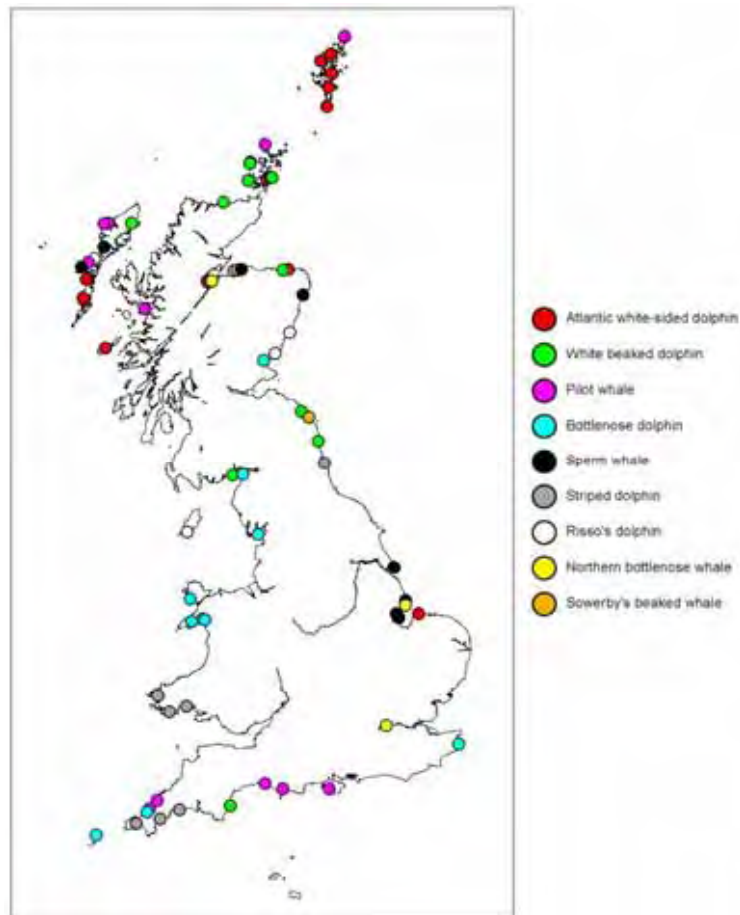 Atlantic white-sided dolphin
White beaked dolphin
Pilot whale
Bottlenose dolphin
Sperm whale
Striped dolphin
Risso's dolphin
Northern bottlenose whale
Sowerby's beaked whale